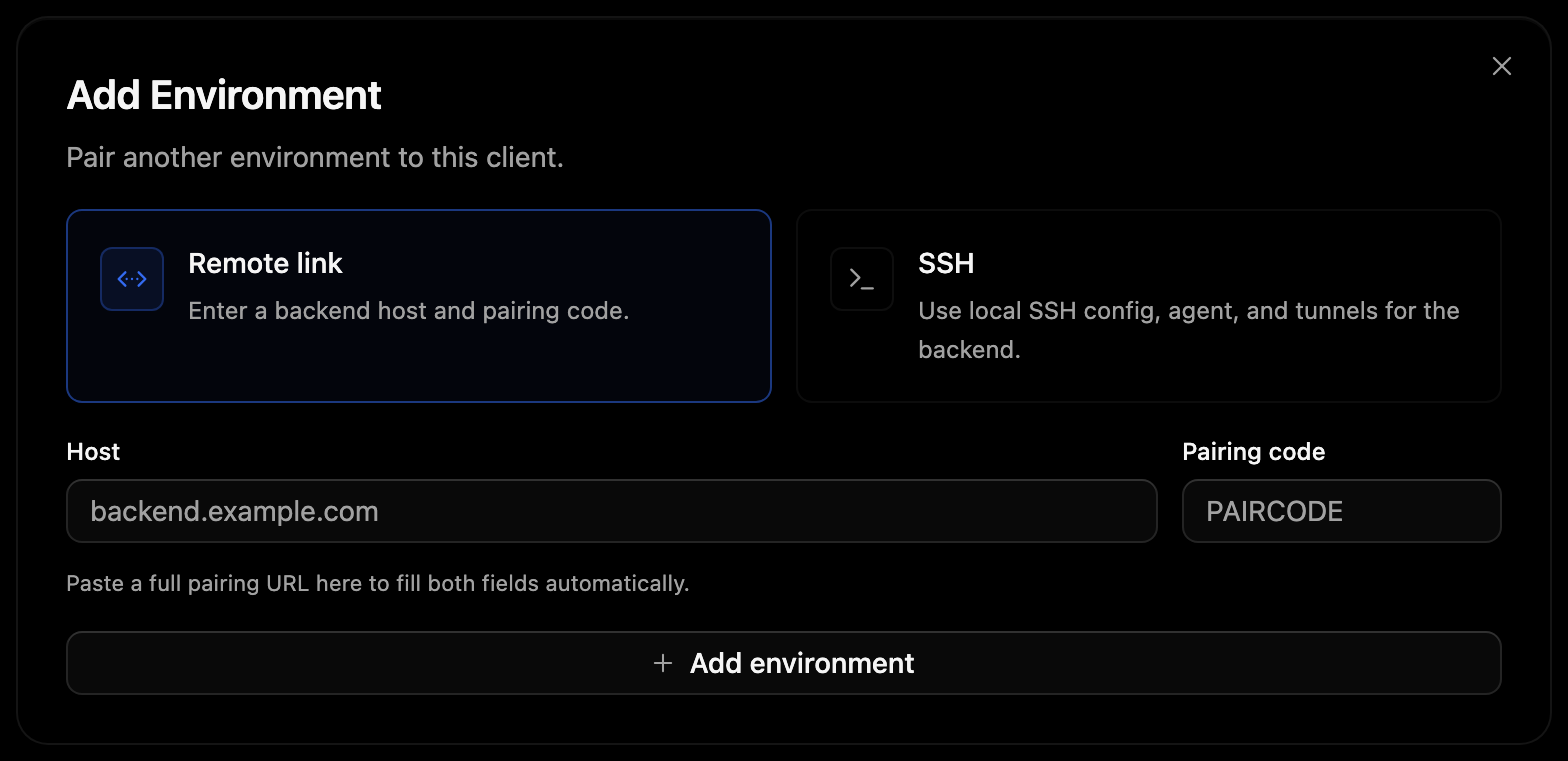 Add Environment
Pair another environment to this client.
Remote link
Enter a backend host and pairing code.
SSH
Use local SSH config, agent, and tunnels for the
backend.
Host
backend.example.com
Pairing code
PAIRCODE
Paste a full pairing URL here to fill both fields automatically.
Add environment